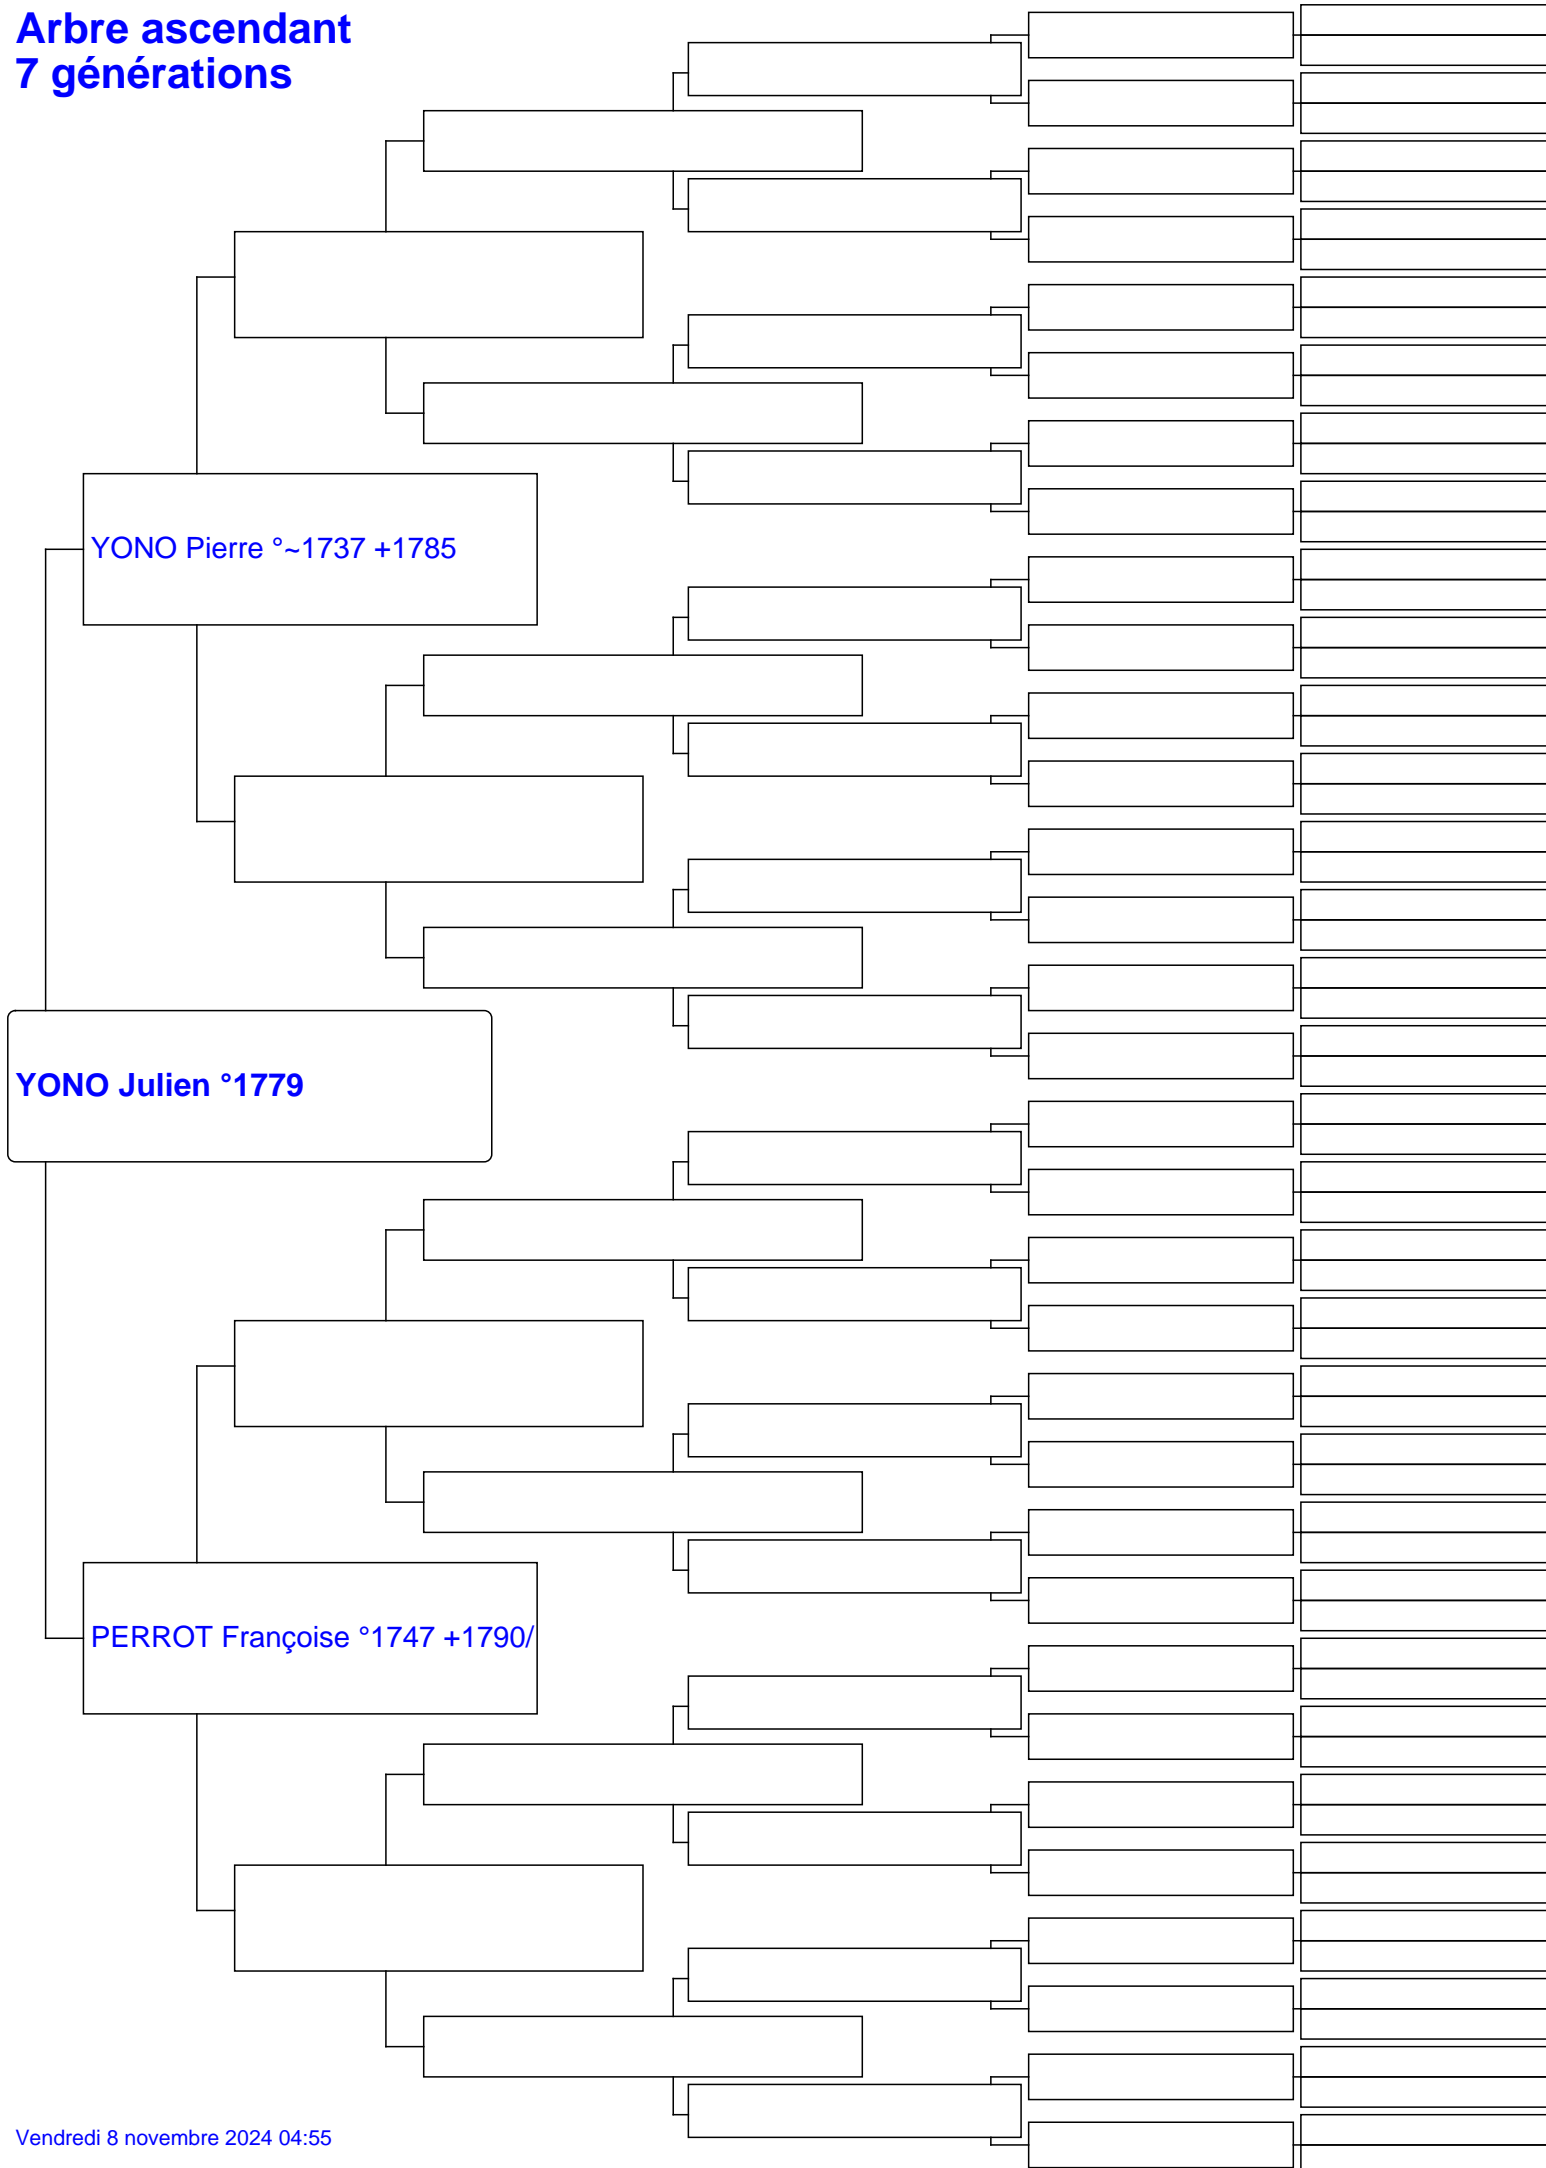 Arbre ascendant
7 générations
YONO Pierre °~1737 +1785
YONO Julien °1779
PERROT Françoise °1747 +1790/
Vendredi 8 novembre 2024 04:55